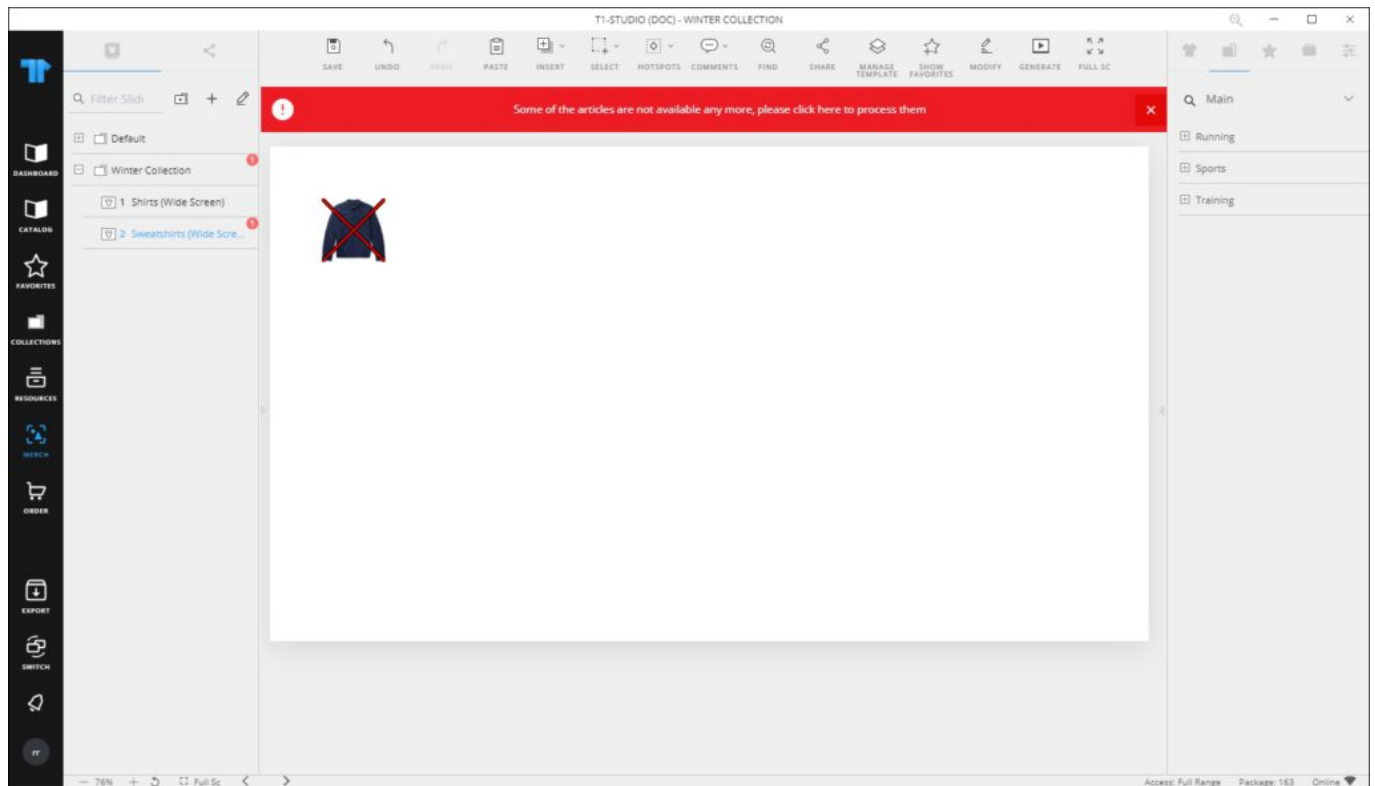 T1-STUDIO (DOC) - WINTER COLLECTION
SAVE
UNDO
REDO
PASTE
INSERT
SELECT
HOTSPOTS
COMMENTS
FIND
SHARE
MANAGE TEMPLATE
SHOW FAVORITES
MODIFY
GENERATE
FULL SC
Some of the articles are not available any more, please click here to process them
DASHBOARD
CATALOG
FAVORITES
COLLECTIONS
RESOURCES
MERCH
ORDER
EXPORT
SWITCH
Filter Slide
Default
Winter Collection
1
1 Shirts (Wide Screen)
2 Sweatshirts (Wide Scre...
1
Main
Running
Sports
Training
76%
Full Sc
Access: Full Range
Package: 163
Online